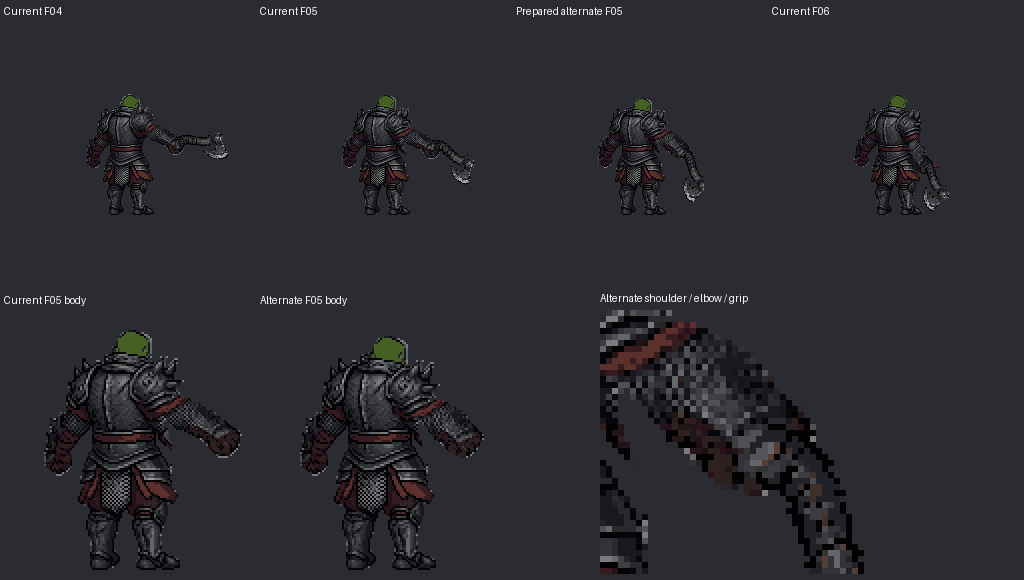 Current F04
Current F05
Prepared alternate F05
Current F06
Current F05 body
Alternate F05 body
Alternate shoulder / elbow / grip